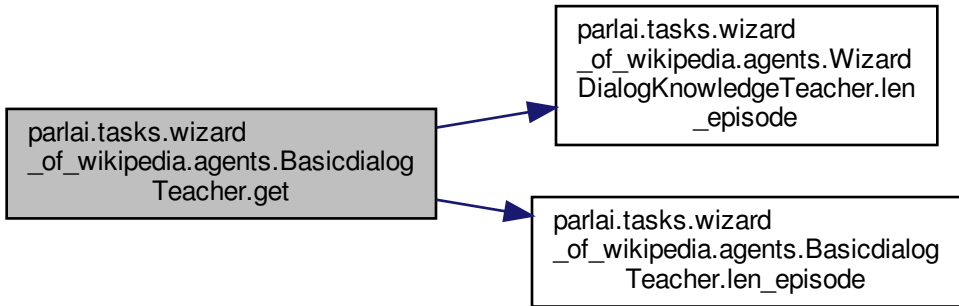 parlai.tasks.wizard
_of_wikipedia.agents.Basicdialog
Teacher.get
parlai.tasks.wizard
_of_wikipedia.agents.Wizard
DialogKnowledgeTeacher.len
_episode
parlai.tasks.wizard
_of_wikipedia.agents.Basicdialog
Teacher.len_episode